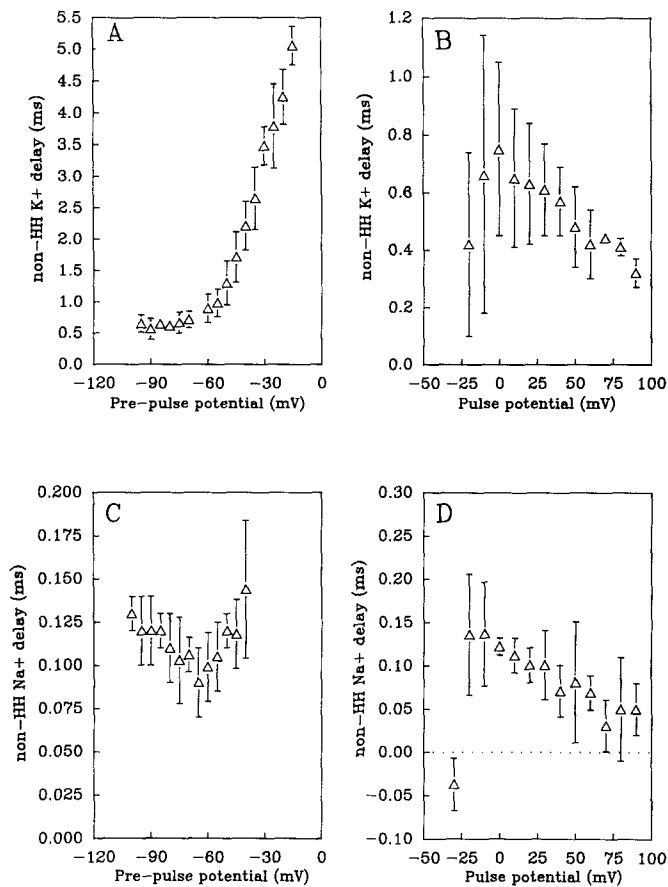 A
5.5
5.0
4.5
4.0
3.5
3.0
2.5
2.0
1.5
1.0
0.5
0.0
non-HH K+ delay (ms)
-120 -90 -60 -30 0
Pre-pulse potential (mV)
B
1.2
1.0
0.8
0.6
0.4
0.2
0.0
non-HH K+ delay (ms)
-50 -25 0 25 50 75 100
Pulse potential (mV)
C
0.200
0.175
0.150
0.125
0.100
0.075
0.050
0.025
0.000
non-HH Na+ delay (ms)
-120 -90 -60 -30 0
Pre-pulse potential (mV)
D
0.30
0.25
0.20
0.15
0.10
0.05
0.00
-0.05
-0.10
non-HH Na+ delay (ms)
-50 -25 0 25 50 75 100
Pulse potential (mV)